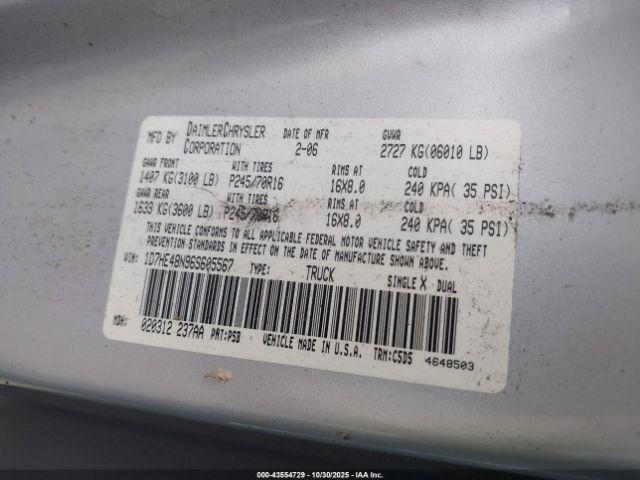 MFD BY DAIMLERCHRYSLER CORPORATION DATE OF MFR 2-06 GVWR 2727 KG(06010 LB)
GAWR FRONT WITH TIRES RIMS AT COLD
1407 KG(3100 LB) P245/70R16 16X8.0 240 KPA( 35 PSI)
GAWR REAR WITH TIRES RIMS AT COLD
1633 KG(3600 LB) P245/70R16 16X8.0 240 KPA( 35 PSI)
THIS VEHICLE CONFORMS TO ALL APPLICABLE FEDERAL MOTOR VEHICLE SAFETY AND THEFT
PREVENTION STANDARDS IN EFFECT ON THE DATE OF MANUFACTURE SHOWN ABOVE.
VIN: 1D7HE48N96S605567 TYPE: TRUCK SINGLE X DUAL
MDH: 020312 237AA PNT:PSB VEHICLE MADE IN U.S.A. TRM:C5D5 4648503
000-43554729 - 10/30/2025 - IAA Inc.